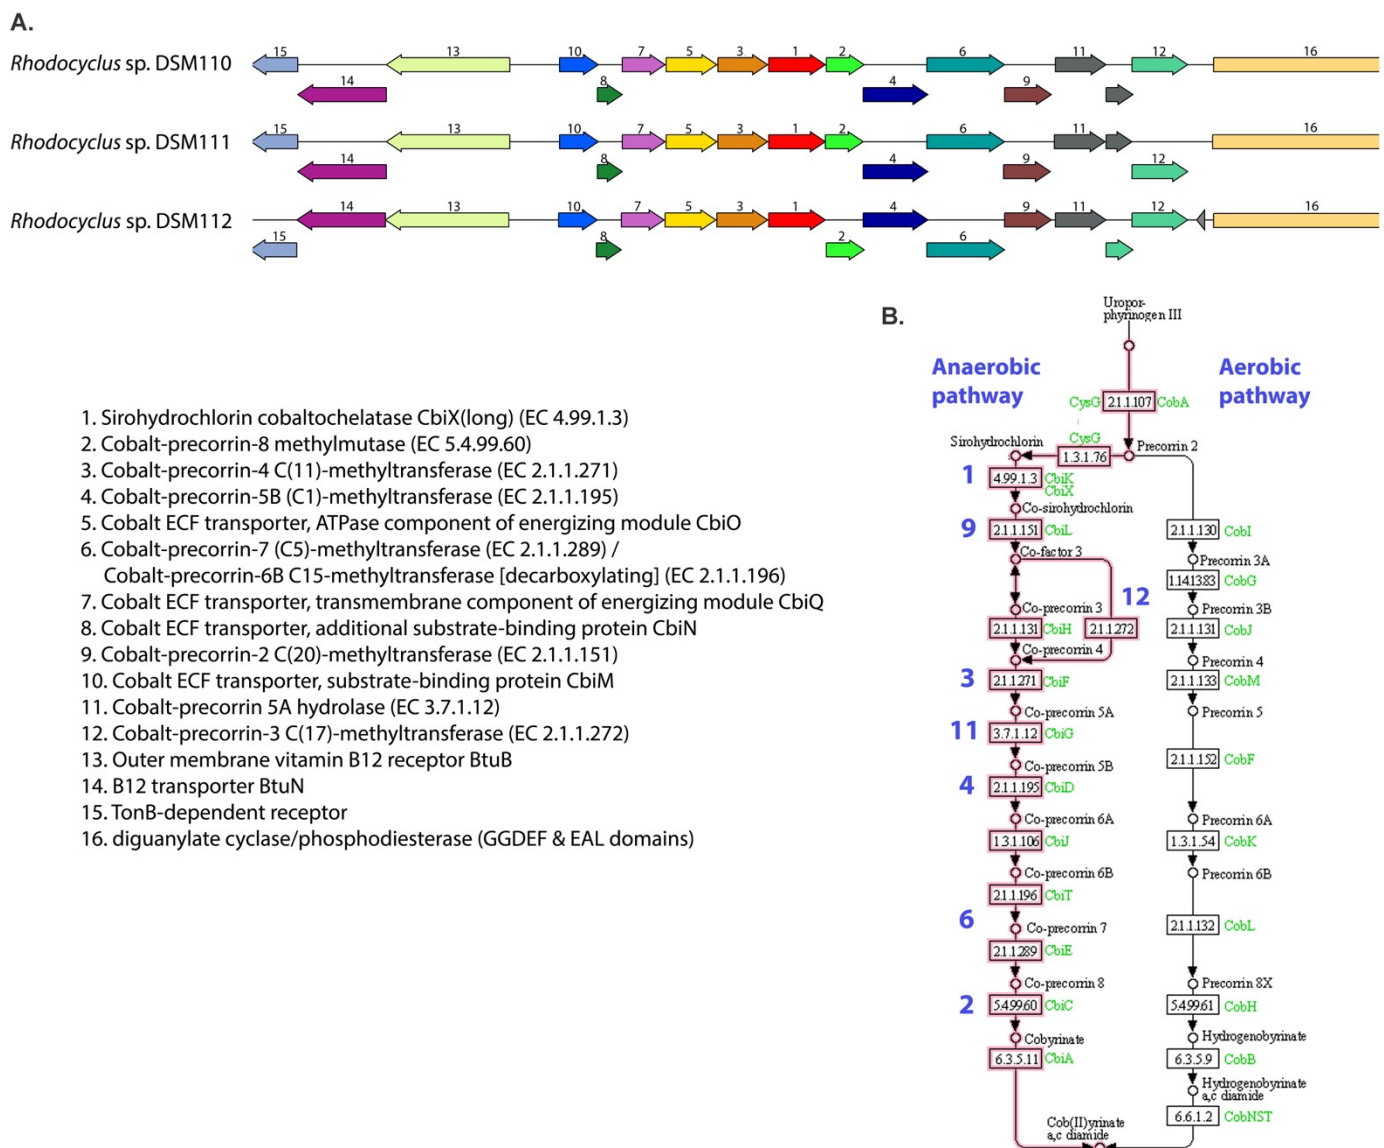 A.
Rhodocyclus sp. DSM110
15 13 10 7 5 3 1 2 6 11 12 16
14 8 4 9
Rhodocyclus sp. DSM111
15 13 10 7 5 3 1 2 6 11 16
14 8 4 9 12
Rhodocyclus sp. DSM112
14 13 10 7 5 3 1 4 9 11 12 16
15 8 2 6
1. Sirohydrochlorin cobaltochelatase CbiX(long) (EC 4.99.1.3)
2. Cobalt-precorrin-8 methylmutase (EC 5.4.99.60)
3. Cobalt-precorrin-4 C(11)-methyltransferase (EC 2.1.1.271)
4. Cobalt-precorrin-5B (C1)-methyltransferase (EC 2.1.1.195)
5. Cobalt ECF transporter, ATPase component of energizing module CbiO
6. Cobalt-precorrin-7 (C5)-methyltransferase (EC 2.1.1.289) /
Cobalt-precorrin-6B C15-methyltransferase [decarboxylating] (EC 2.1.1.196)
7. Cobalt ECF transporter, transmembrane component of energizing module CbiQ
8. Cobalt ECF transporter, additional substrate-binding protein CbiN
9. Cobalt-precorrin-2 C(20)-methyltransferase (EC 2.1.1.151)
10. Cobalt ECF transporter, substrate-binding protein CbiM
11. Cobalt-precorrin 5A hydrolase (EC 3.7.1.12)
12. Cobalt-precorrin-3 C(17)-methyltransferase (EC 2.1.1.272)
13. Outer membrane vitamin B12 receptor BtuB
14. B12 transporter BtuN
15. TonB-dependent receptor
16. diguanylate cyclase/phosphodiesterase (GGDEF & EAL domains)
B.
Uropor-
phyrinogen III
Anaerobic
pathway
Aerobic
pathway
CysG 2.1.1.107 CobA
CysG
Sirohydrochlorin 1.3.1.76 Precorrin 2
1 4.99.1.3 CbiK
CbiX
Co-sirohydrochlorin
9 2.1.1.151 CbiL 2.1.1.130 CobI
Co-factor 3 Precorrin 3A
12 1.14.13.83 CobG
Co-precorrin 3 Precorrin 3B
2.1.1.131 CbiH 2.1.1.272 2.1.1.131 CobJ
Co-precorrin 4 Precorrin 4
3 2.1.1.271 CbiF 2.1.1.133 CobM
Co-precorrin 5A Precorrin 5
11 3.7.1.12 CbiG
2.1.1.152 CobF
Co-precorrin 5B
4 2.1.1.195 CbiD
Co-precorrin 6A Precorrin 6A
1.3.1.106 CbiJ 1.3.1.54 CobK
Co-precorrin 6B Precorrin 6B
2.1.1.196 CbiT
6 Co-precorrin 7 2.1.1.132 CobL
2.1.1.289 CbiE
Co-precorrin 8 Precorrin 8X
2 5.4.99.60 CbiC 5.4.99.61 CobH
Cobyrinate Hydrogenobyrinate
6.3.5.11 CbiA 6.3.5.9 CobB
Hydrogenobyrinate
a,c diamide
6.6.1.2 CobNST
Cob(II)yrinate
a,c diamide